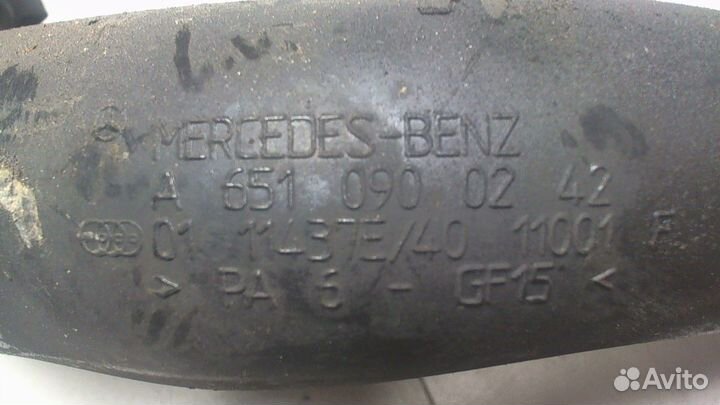 MERCEDES-BENZ
A 651 090 02 42
01 11437E/40 11001 F
> PA 6 - GF15 <
Avito